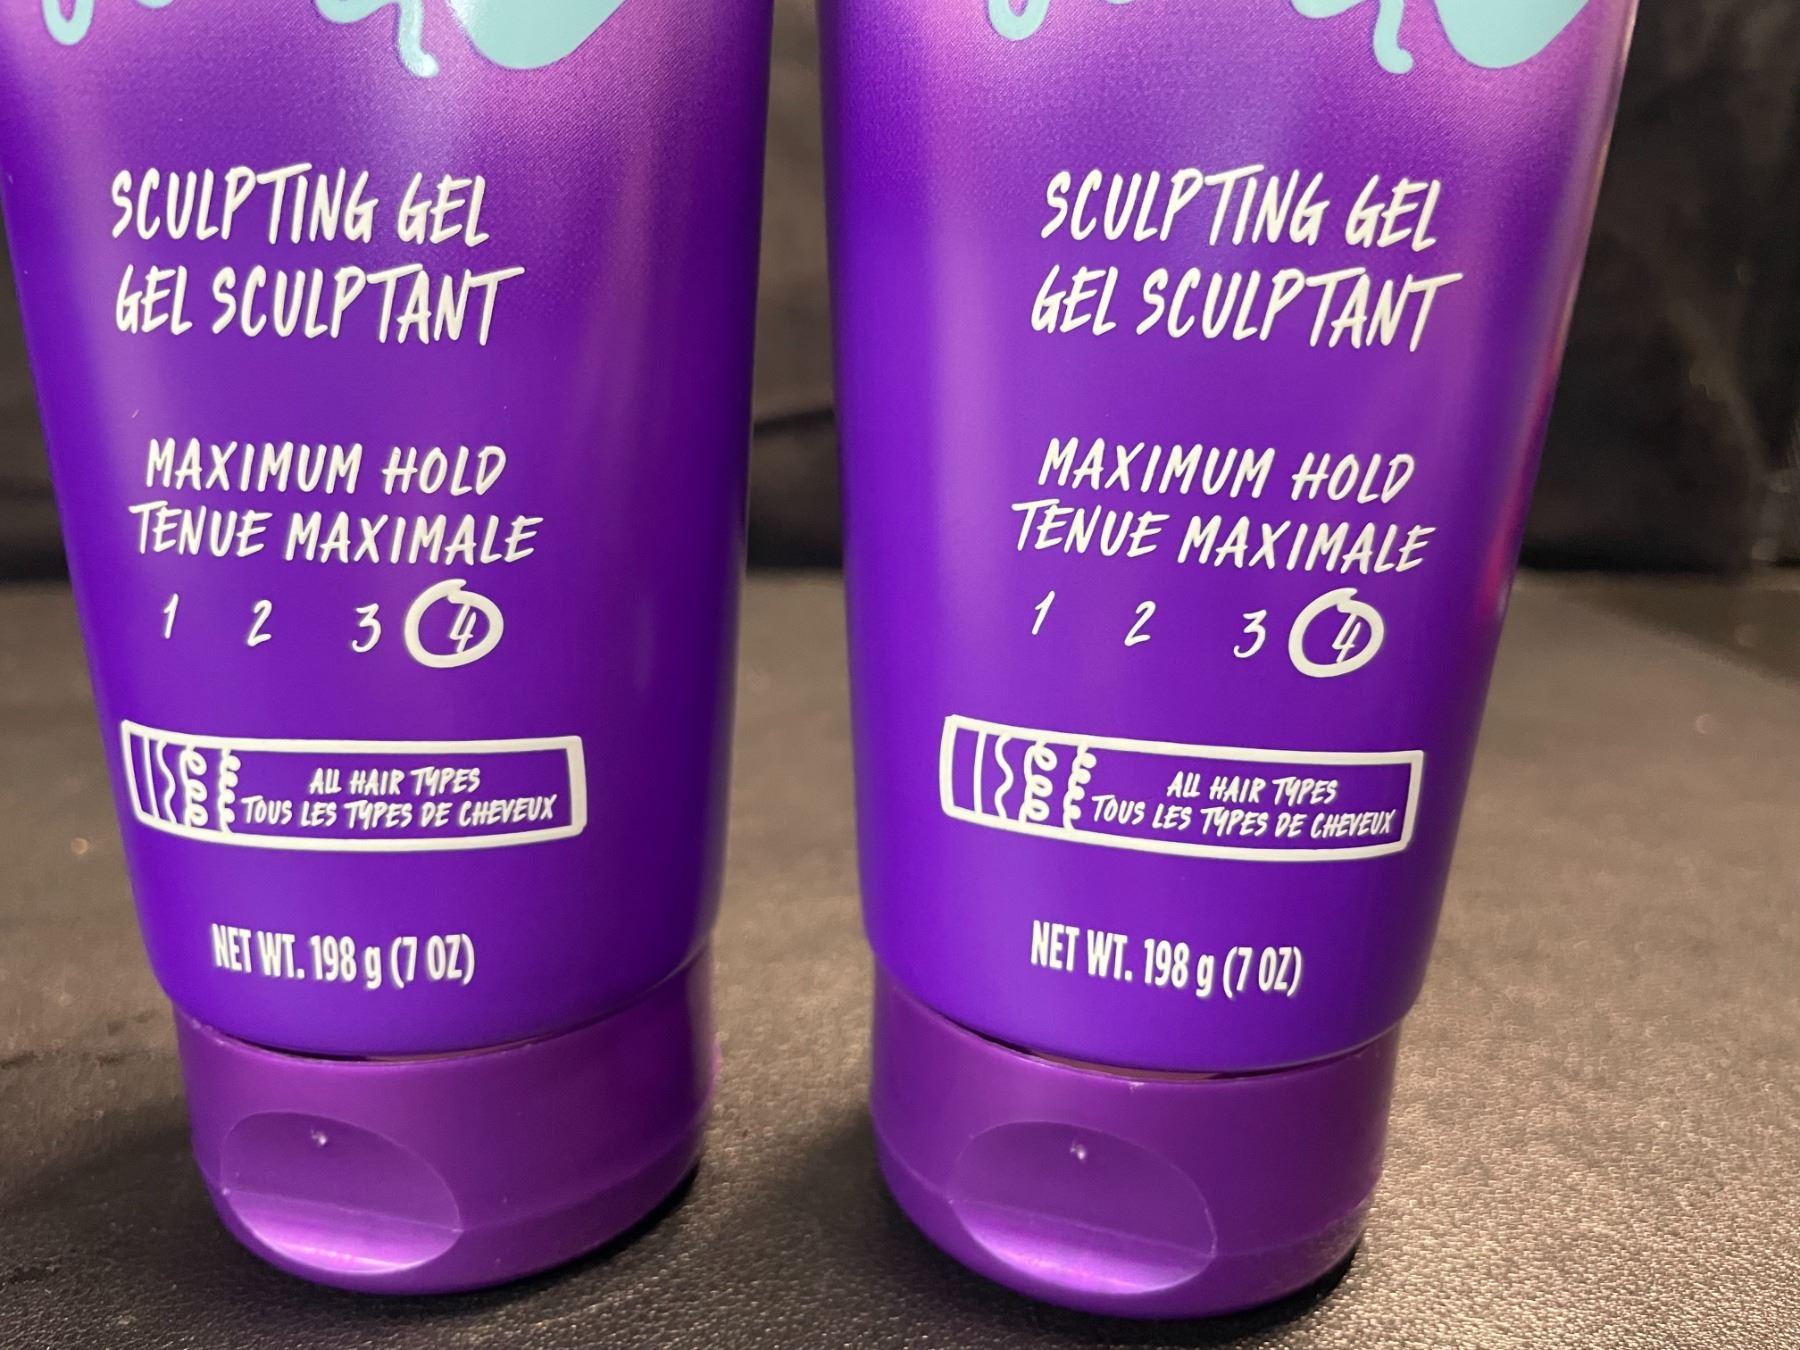 SCULPTING GEL
GEL SCULPTANT
MAXIMUM HOLD
TENUE MAXIMALE
1 2 3 4
ALL HAIR TYPES
TOUS LES TYPES DE CHEVEUX
NET WT. 198 g (7 OZ)
SCULPTING GEL
GEL SCULPTANT
MAXIMUM HOLD
TENUE MAXIMALE
1 2 3 4
ALL HAIR TYPES
TOUS LES TYPES DE CHEVEUX
NET WT. 198 g (7 OZ)